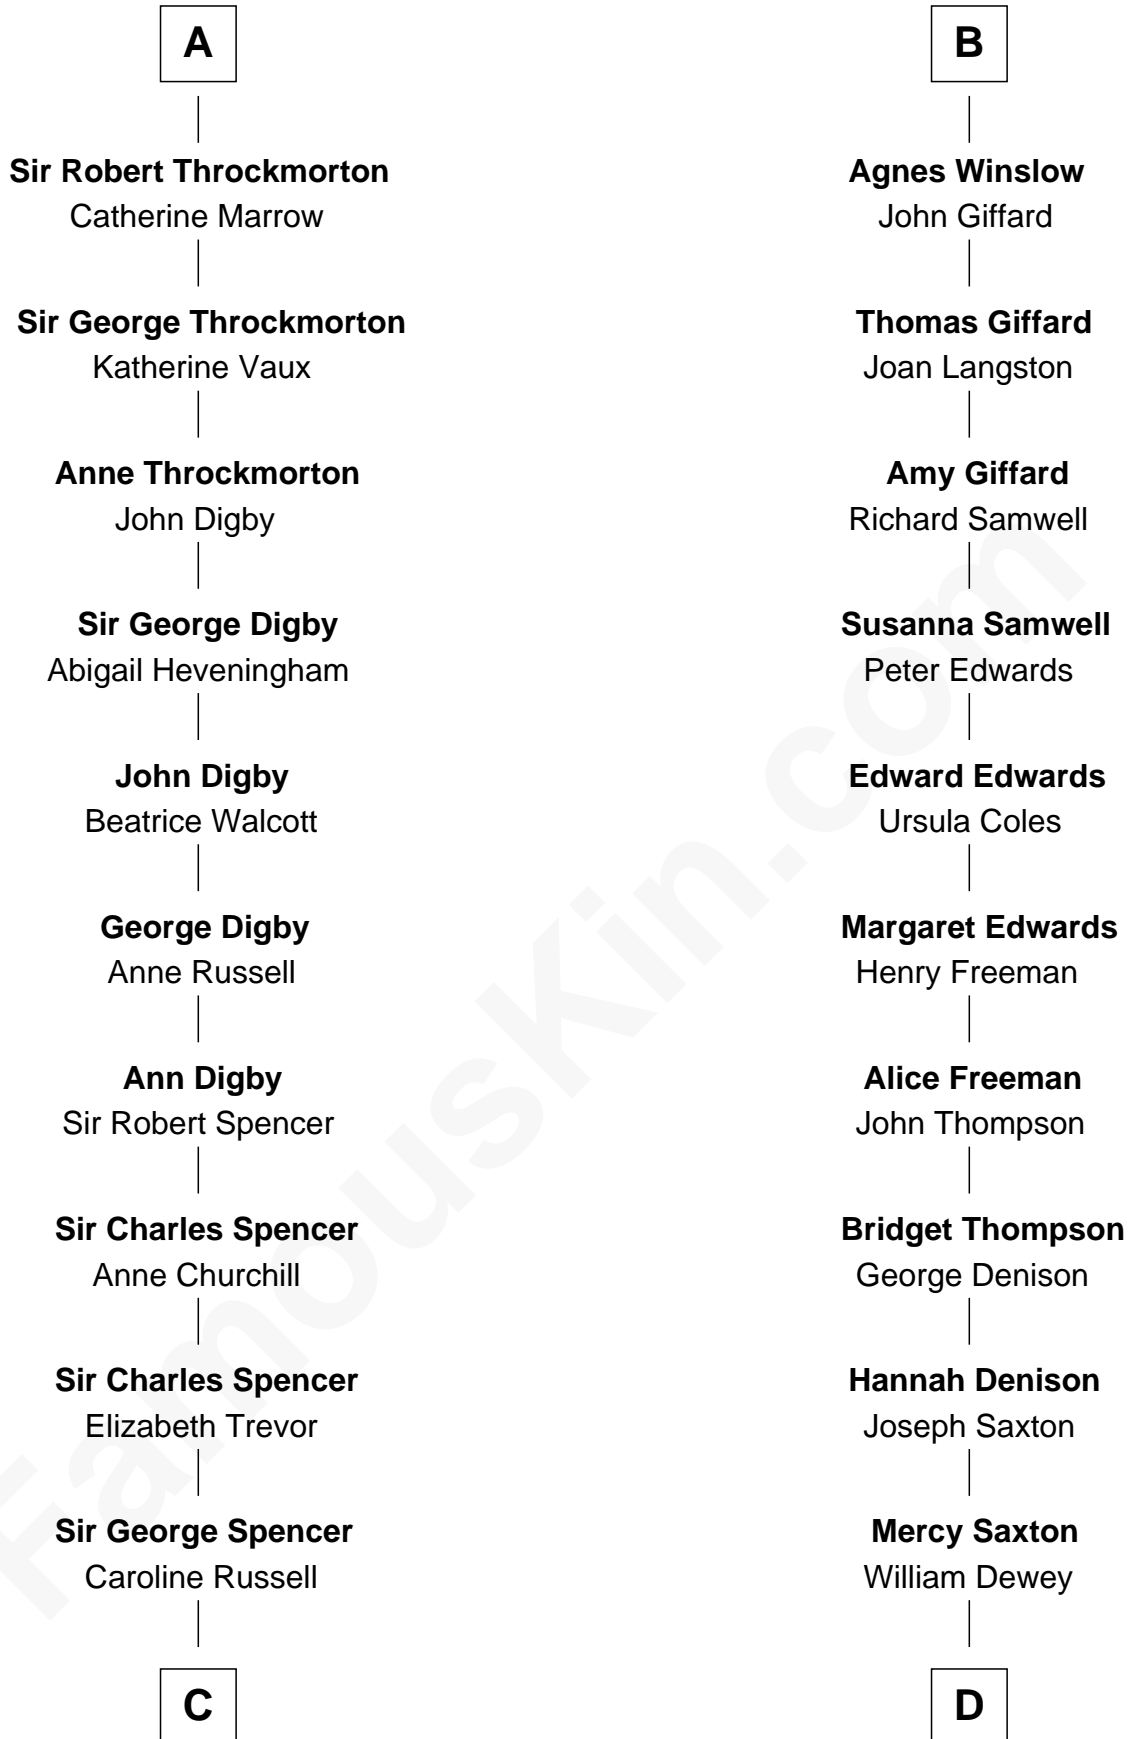 A
Sir Robert Throckmorton
Catherine Marrow
Sir George Throckmorton
Katherine Vaux
Anne Throckmorton
John Digby
Sir George Digby
Abigail Heveningham
John Digby
Beatrice Walcott
George Digby
Anne Russell
Ann Digby
Sir Robert Spencer
Sir Charles Spencer
Anne Churchill
Sir Charles Spencer
Elizabeth Trevor
Sir George Spencer
Caroline Russell
C
B
Agnes Winslow
John Giffard
Thomas Giffard
Joan Langston
Amy Giffard
Richard Samwell
Susanna Samwell
Peter Edwards
Edward Edwards
Ursula Coles
Margaret Edwards
Henry Freeman
Alice Freeman
John Thompson
Bridget Thompson
George Denison
Hannah Denison
Joseph Saxton
Mercy Saxton
William Dewey
D
FamousKin.com